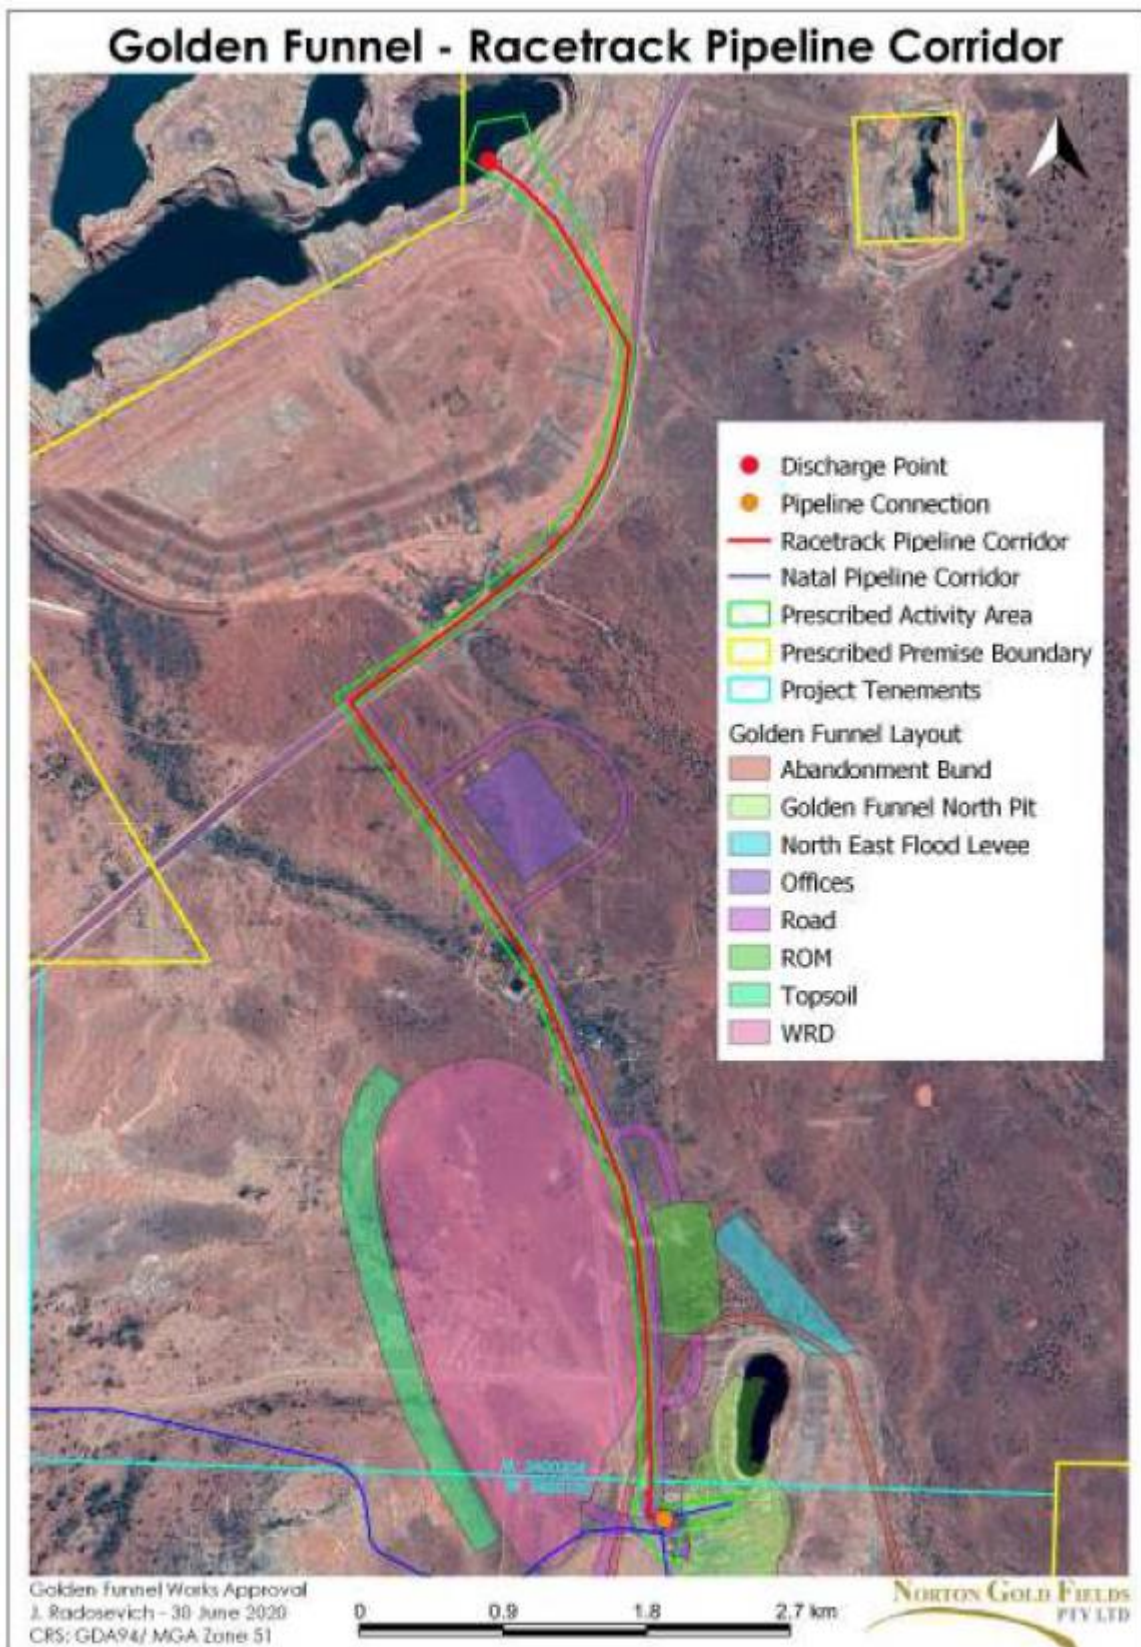 Golden Funnel - Racetrack Pipeline Corridor
N
Discharge Point
Pipeline Connection
Racetrack Pipeline Corridor
Natal Pipeline Corridor
Prescribed Activity Area
Prescribed Premise Boundary
Project Tenements
Golden Funnel Layout
Abandonment Bund
Golden Funnel North Pit
North East Flood Levee
Offices
Road
ROM
Topsoil
WRD
Golden Funnel Works Approval
J. Radosevich - 30 June 2020
CRS: GDA94/ MGA Zone 51
0 0.9 1.8 2.7 km
NORTON GOLD FIELDS
PTY LTD